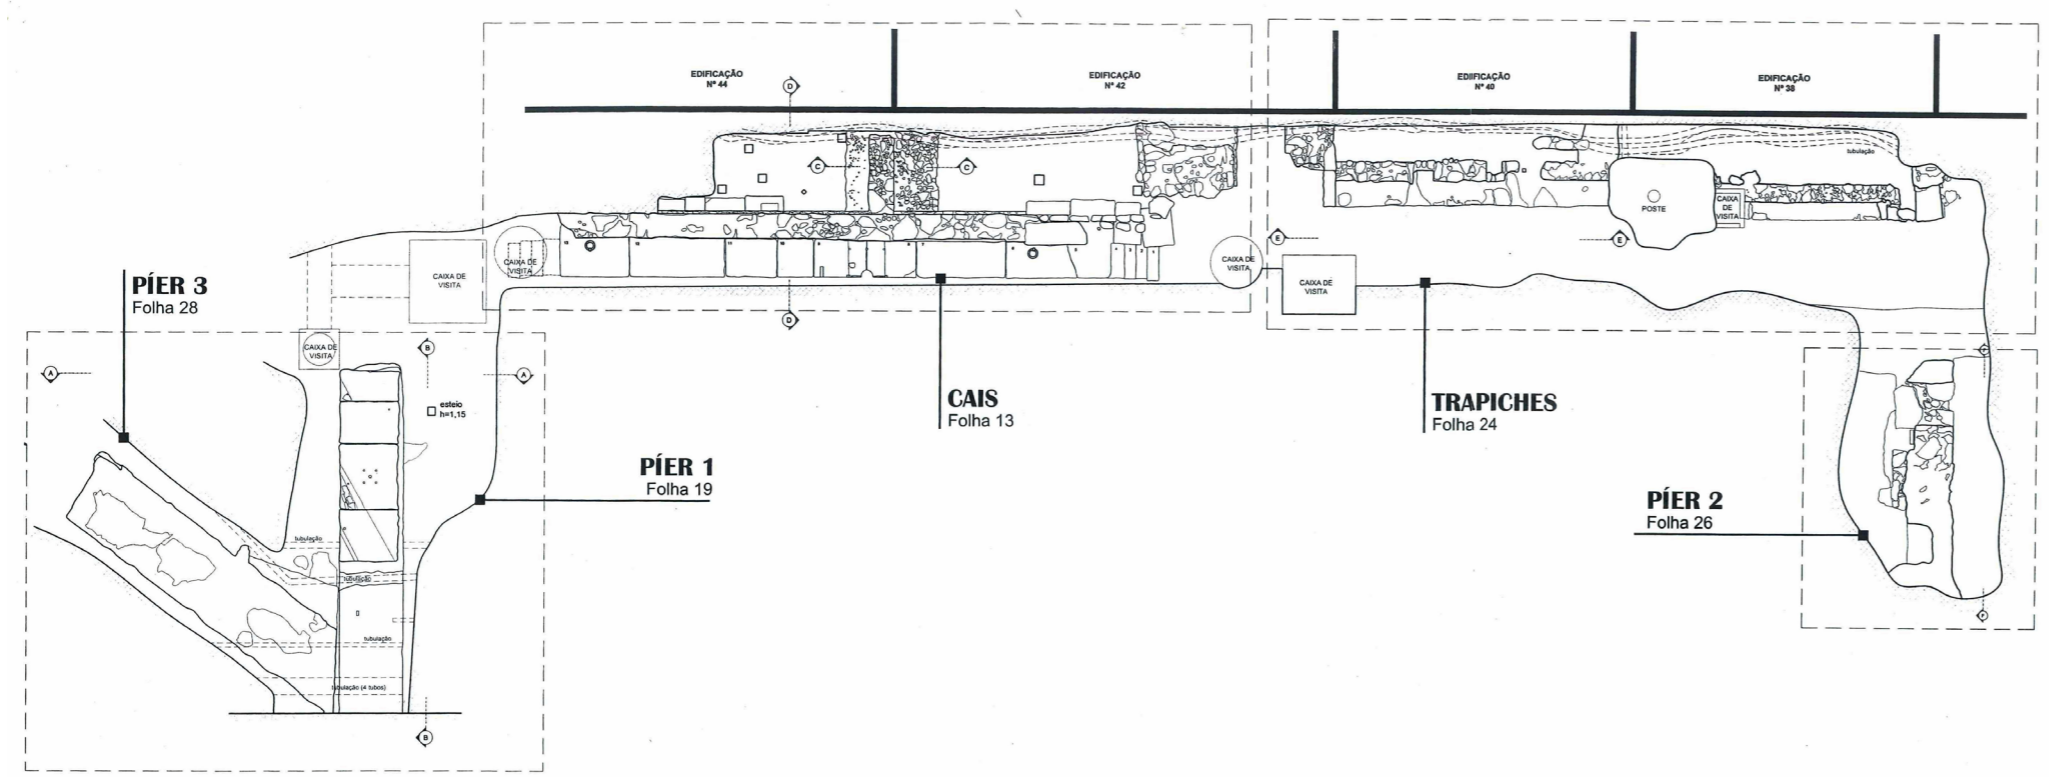 EDIFICAÇÃO
Nº 44
EDIFICAÇÃO
Nº 42
EDIFICAÇÃO
Nº 40
EDIFICAÇÃO
Nº 38
D
C
C
tubulação
POSTE
CAIXA
DE
VISITA
E
E
CAIXA DE
VISITA
CAIXA DE
VISITA
CAIXA DE
VISITA
CAIXA DE
VISITA
D
PÍER 3
Folha 28
CAIXA DE
VISITA
B
A
A
esteio
h=1,15
CAIS
Folha 13
TRAPICHES
Folha 24
F
PÍER 1
Folha 19
PÍER 2
Folha 26
tubulação
tubulação
tubulação
tubulação (4 tubos)
B
F